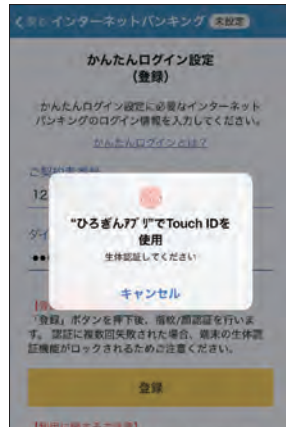 < 戻る インターネットバンキング 未設定
かんたんログイン設定
(登録)
かんたんログイン設定に必要なインターネット
バンキングのログイン情報を入力してください。
かんたんログインとは?
ご契約者番号
12
"ひろぎんアプリ"でTouch IDを
使用
ダイ
生体認証してください
●●
キャンセル
「登録」ボタンを押下後、指紋/顔認証を行いま
す。 認証に複数回失敗された場合、端末の生体認
証機能がロックされるためご注意ください。
登録